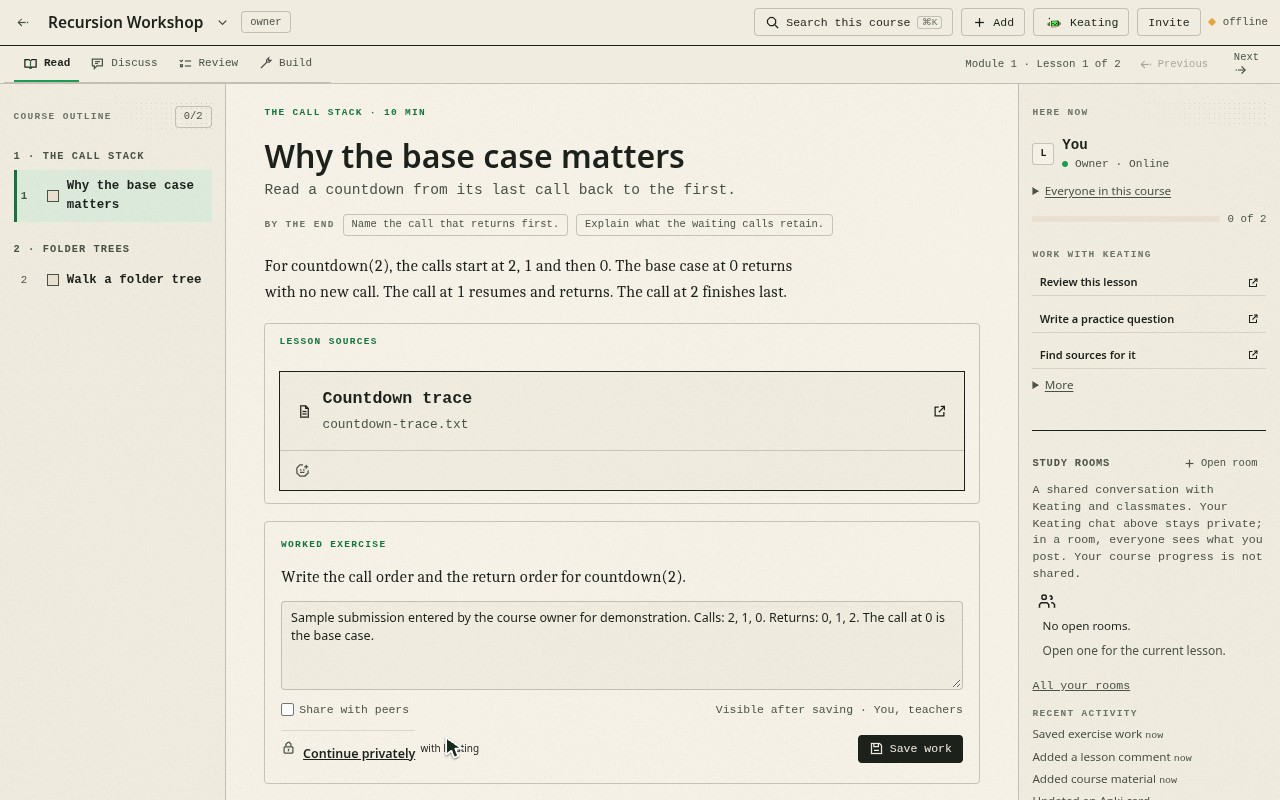 Recursion Workshop
owner
Search this course ⌘K
Add
Keating
Invite
offline
Read
Discuss
Review
Build
Module 1 · Lesson 1 of 2
Previous
Next
COURSE OUTLINE
0/2
1 · THE CALL STACK
1
Why the base case
matters
2 · FOLDER TREES
2
Walk a folder tree
THE CALL STACK · 10 MIN
Why the base case matters
Read a countdown from its last call back to the first.
BY THE END
Name the call that returns first.
Explain what the waiting calls retain.
For countdown(2), the calls start at 2, 1 and then 0. The base case at 0 returns
with no new call. The call at 1 resumes and returns. The call at 2 finishes last.
LESSON SOURCES
Countdown trace
countdown-trace.txt
WORKED EXERCISE
Write the call order and the return order for countdown(2).
Sample submission entered by the course owner for demonstration. Calls: 2, 1, 0. Returns: 0, 1, 2. The call at 0 is
the base case.
Share with peers
Visible after saving · You, teachers
Continue privately
with
Save work
HERE NOW
L
You
Owner · Online
Everyone in this course
0 of 2
WORK WITH KEATING
Review this lesson
Write a practice question
Find sources for it
More
STUDY ROOMS
Open room
A shared conversation with
Keating and classmates. Your
Keating chat above stays private;
in a room, everyone sees what you
post. Your course progress is not
shared.
No open rooms.
Open one for the current lesson.
All your rooms
RECENT ACTIVITY
Saved exercise work now
Added a lesson comment now
Added course material now